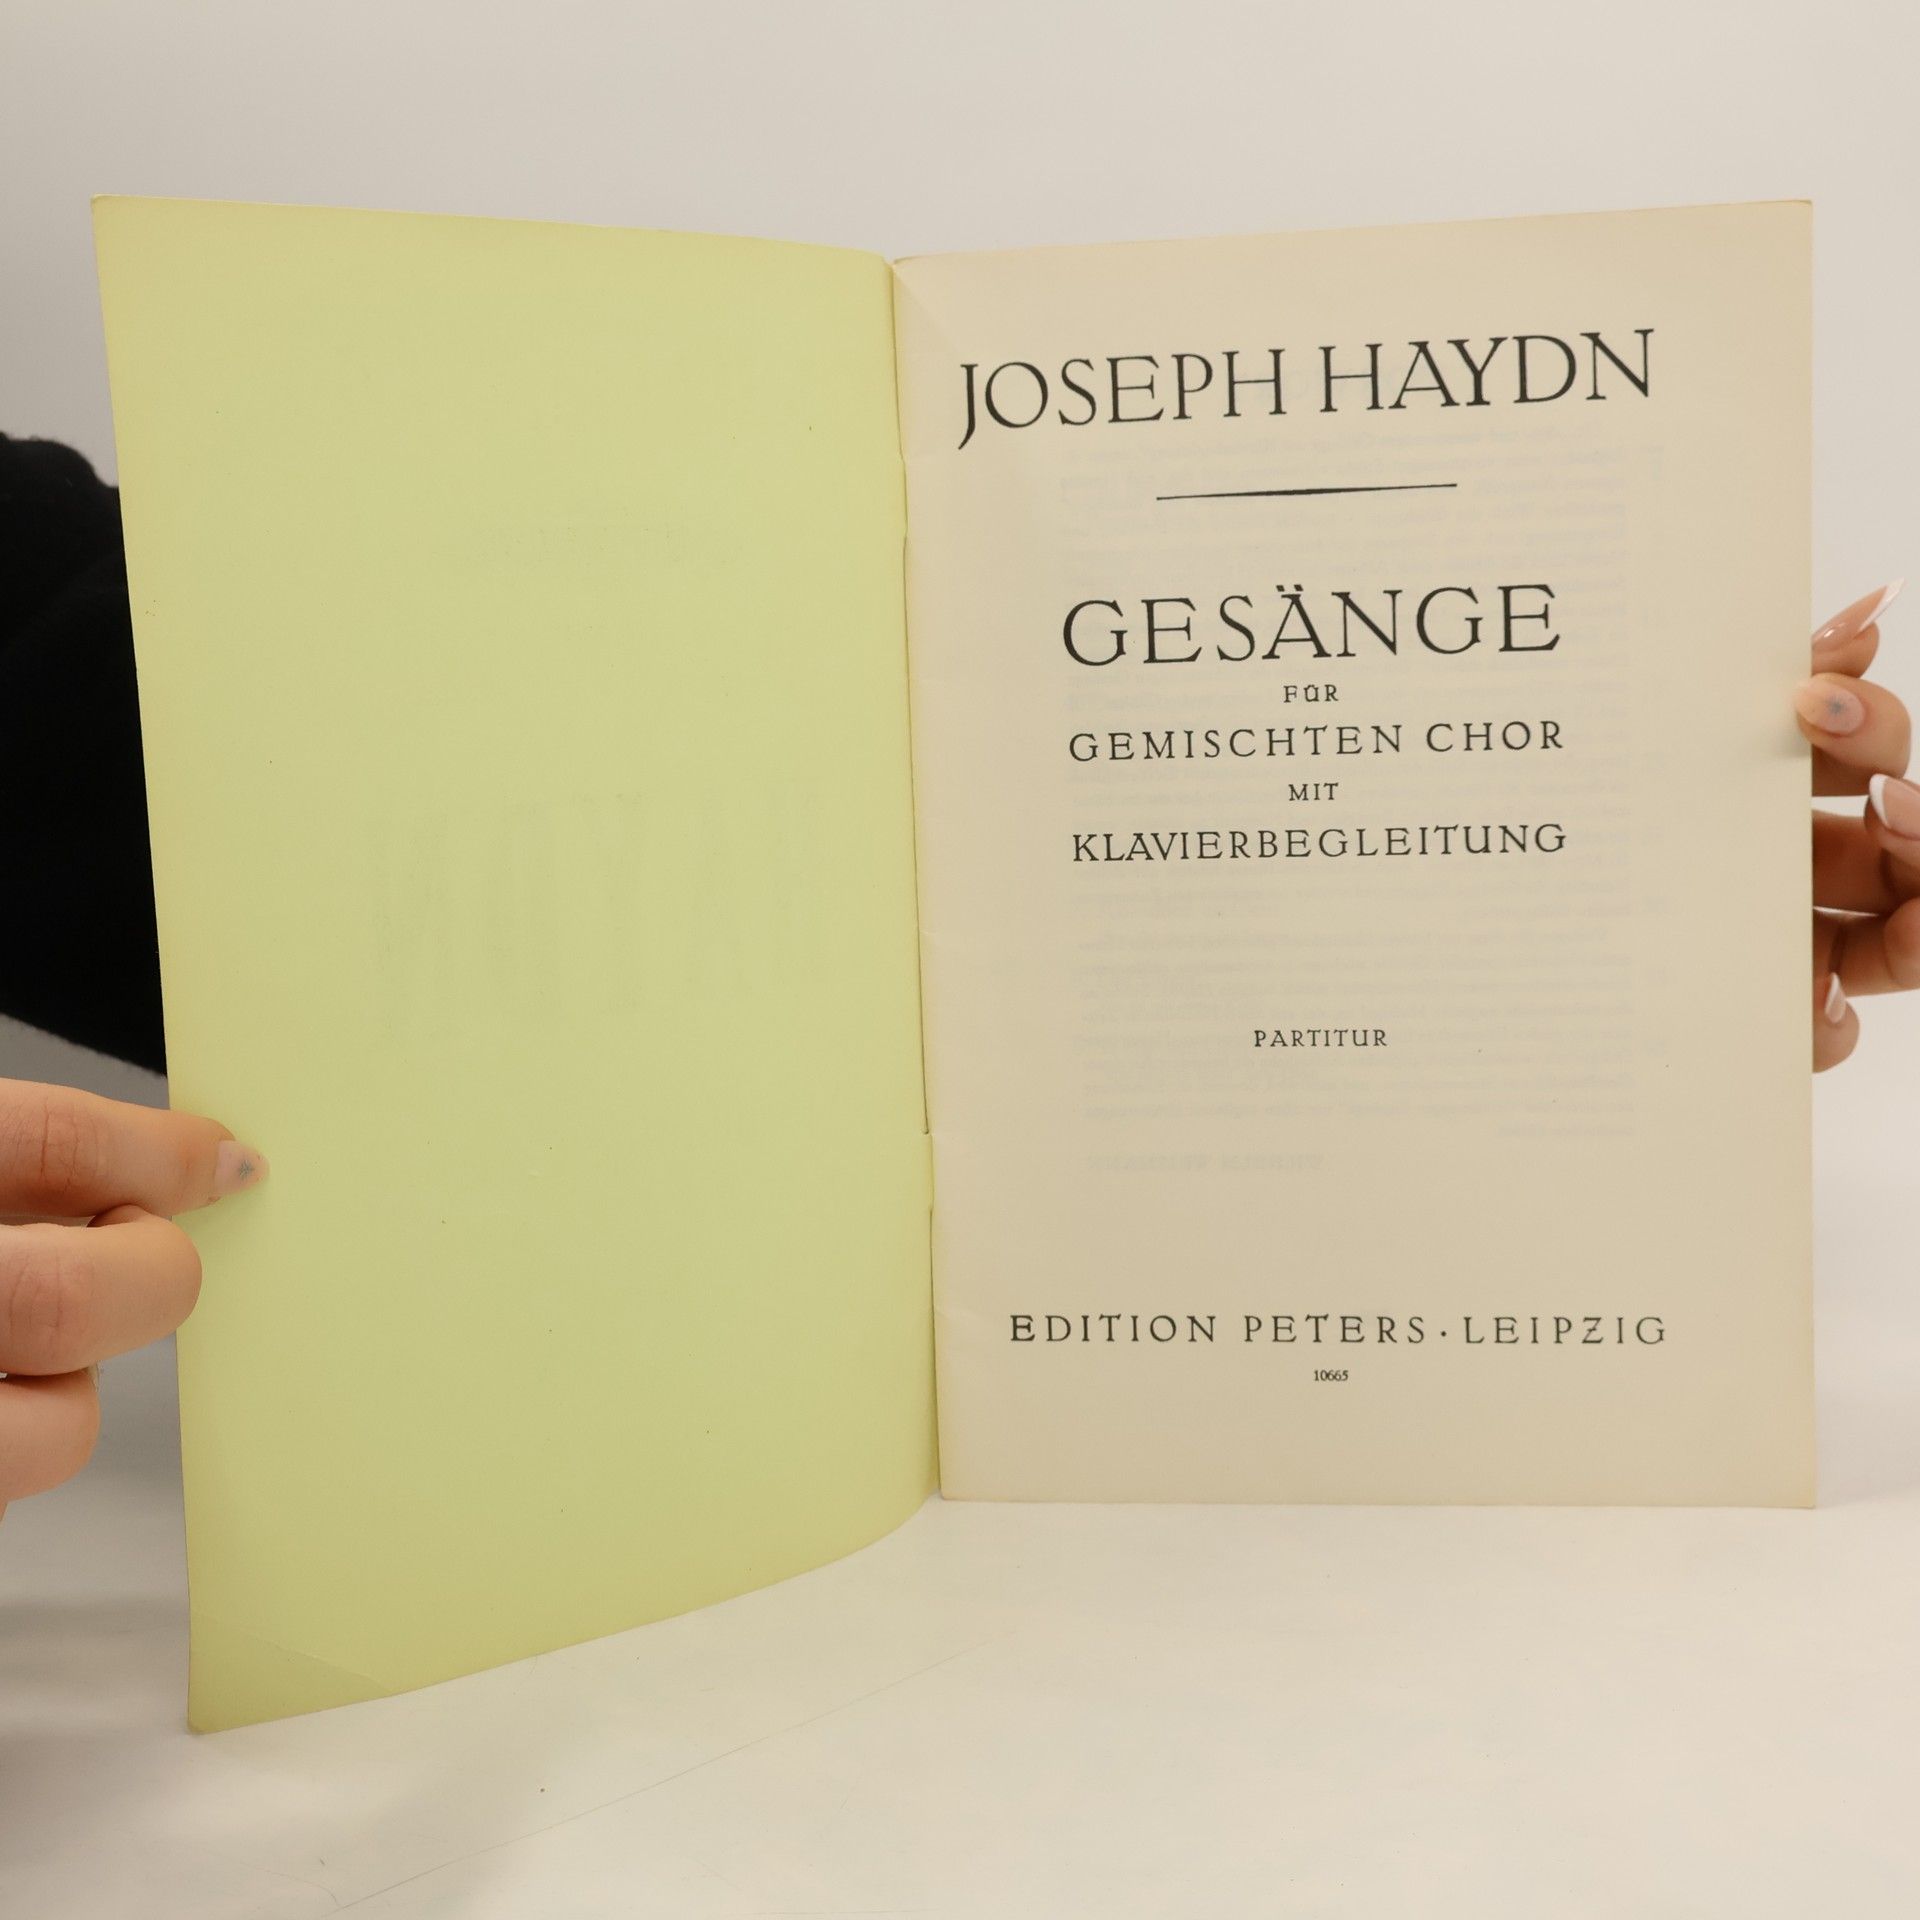 JOSEPH HAYDN
GESÄNGE
FÜR
GEMISCHTEN CHOR
MIT
KLAVIERBEGLEITUNG
PARTITUR
EDITION PETERS · LEIPZIG
10665